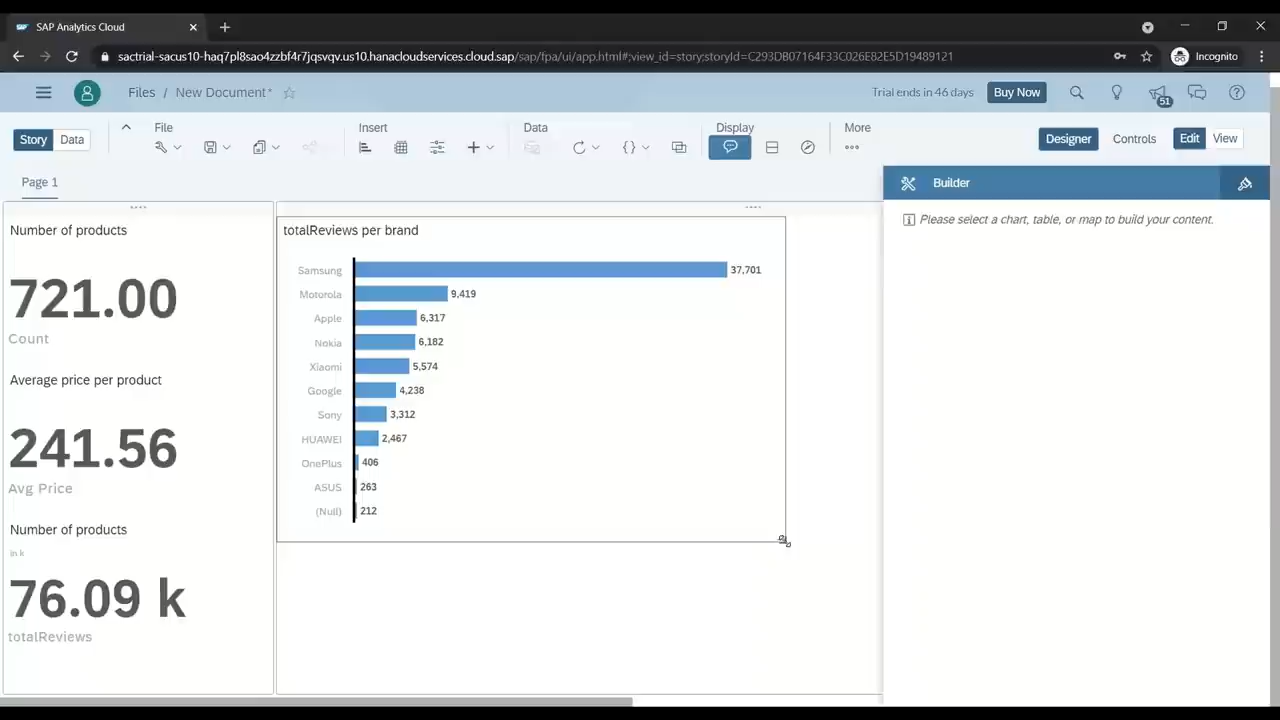 SAP Analytics Cloud
sactrial-sacus10-haq7pl8sao4zzbf4r7jqsvqv.us10.hanacloudservices.cloud.sap/sap/fpa/ui/app.html#;view_id=story;storyId=C293DB07164F33C026E82E5D19489121
Incognito
Files / New Document*
Trial ends in 46 days
Buy Now
51
Story
Data
File
Insert
Data
Display
More
Designer
Controls
Edit
View
Page 1
Builder
Please select a chart, table, or map to build your content.
Number of products
721.00
Count
Average price per product
241.56
Avg Price
Number of products
in k
76.09 k
totalReviews
totalReviews per brand
Samsung 37,701
Motorola 9,419
Apple 6,317
Nokia 6,182
Xiaomi 5,574
Google 4,238
Sony 3,312
HUAWEI 2,467
OnePlus 406
ASUS 263
(Null) 212